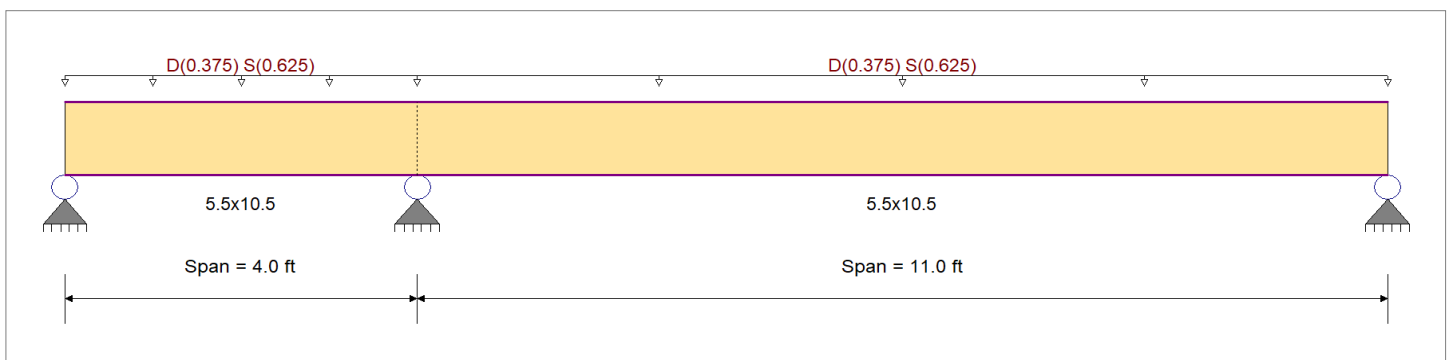 D(0.375) S(0.625)
D(0.375) S(0.625)
5.5x10.5
5.5x10.5
Span = 4.0 ft
Span = 11.0 ft